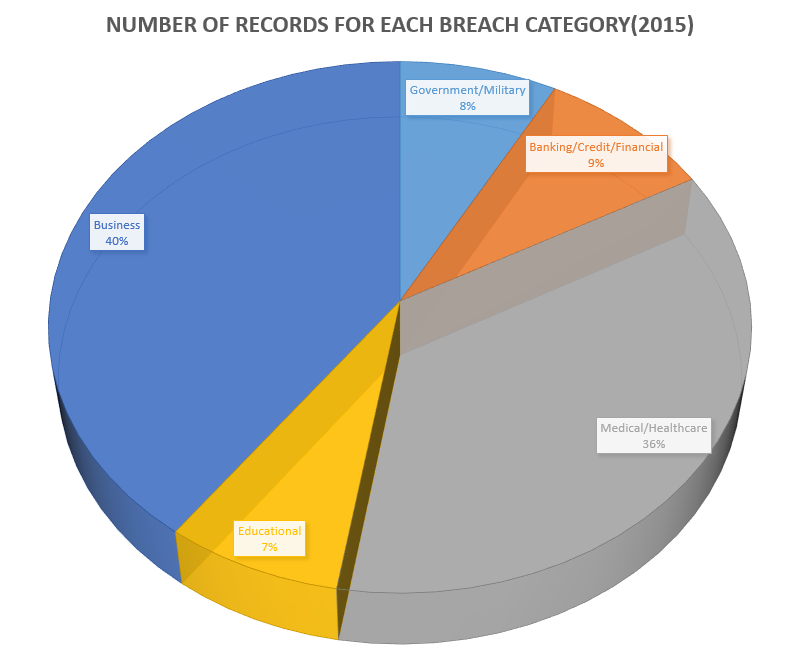 NUMBER OF RECORDS FOR EACH BREACH CATEGORY(2015)
Government/Military
8%
Banking/Credit/Financial
9%
Business
40%
Medical/Healthcare
36%
Educational
7%